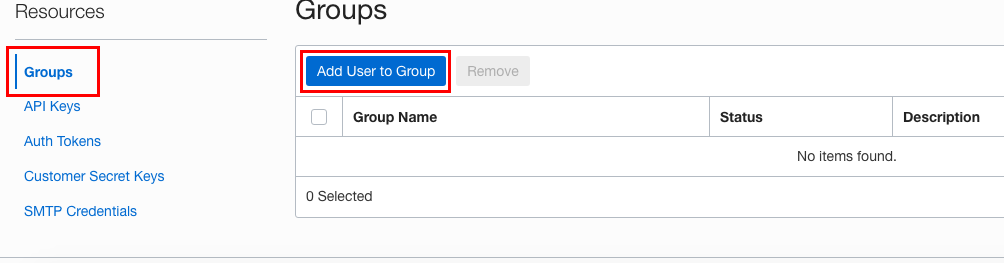 Resources
Groups
API Keys
Auth Tokens
Customer Secret Keys
SMTP Credentials
Groups
Add User to Group Remove
Group Name Status Description
No items found.
0 Selected